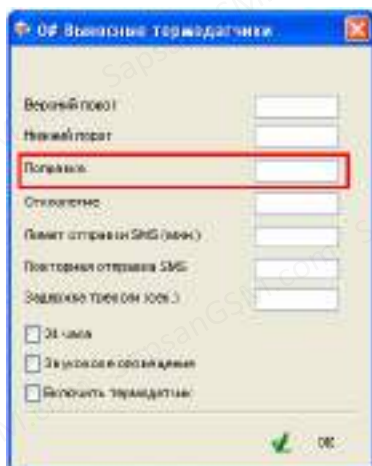 0# Выносные термодатчики
Верхний порог
Нижний порог
Поправка
Отклонение
Лимит отправки SMS (мин.)
Повторная отправка SMS
Задержка тревоги (сек.)
24 часа
Звуковое оповещение
Включить термодатчик
OK